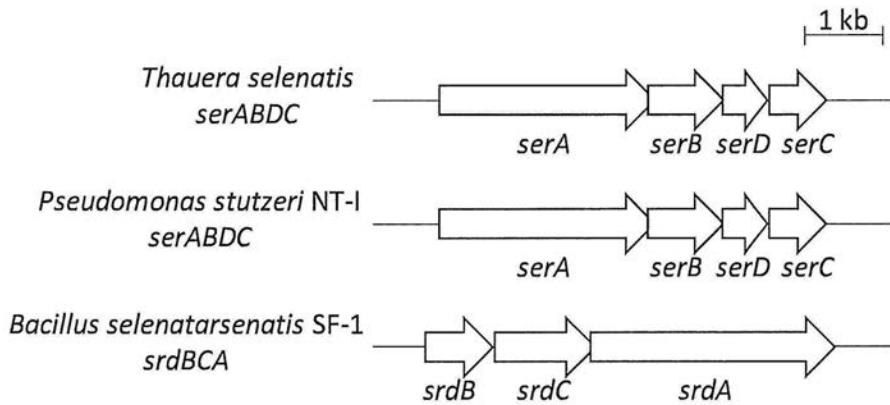 1 kb
Thauera selenatis
serABDC
serA serB serD serC
Pseudomonas stutzeri NT-I
serABDC
serA serB serD serC
Bacillus selenatarsenatis SF-1
srdBCA
srdB srdC srdA